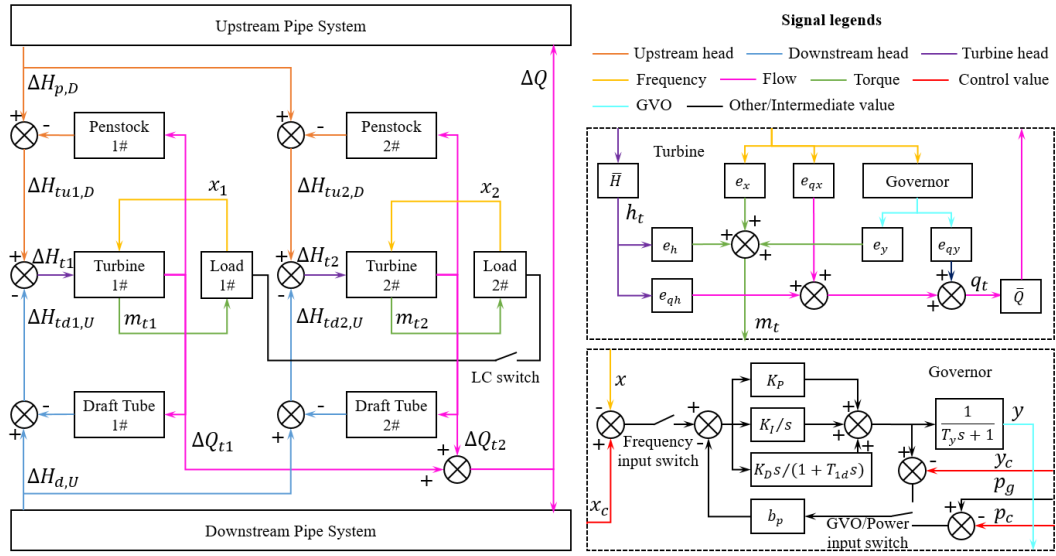 Upstream Pipe System
ΔH_{p,D}
ΔQ
+
-
Penstock
1#
+
-
Penstock
2#
ΔH_{tu1,D}
x_1
ΔH_{tu2,D}
x_2
+
ΔH_{t1}
-
Turbine
1#
Load
1#
+
ΔH_{t2}
-
Turbine
2#
Load
2#
ΔH_{td1,U}
m_{t1}
ΔH_{td2,U}
m_{t2}
LC switch
-
+
Draft Tube
1#
-
+
Draft Tube
2#
ΔQ_{t1}
ΔQ_{t2}
+
+
ΔH_{d,U}
Downstream Pipe System
Signal legends
Upstream head
Downstream head
Turbine head
Frequency
Flow
Torque
Control value
GVO
Other/Intermediate value
Turbine
H̄
e_x
e_{qx}
Governor
h_t
e_h
+
+
+
e_y
e_{qy}
e_{qh}
+
+
+
+
q_t
Q̄
m_t
x
Governor
-
+
Frequency
input switch
+
-
K_P
K_I/s
K_D s/(1 + T_{1d} s)
+
+
+
1
T_y s + 1
y
+
-
y_c
x_c
b_p
GVO/Power
input switch
+
-
p_g
p_c